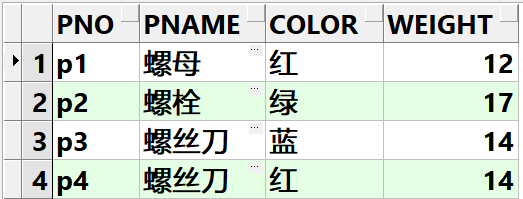 PNO PNAME COLOR WEIGHT
1 p1 螺母 红 12
2 p2 螺栓 绿 17
3 p3 螺丝刀 蓝 14
4 p4 螺丝刀 红 14